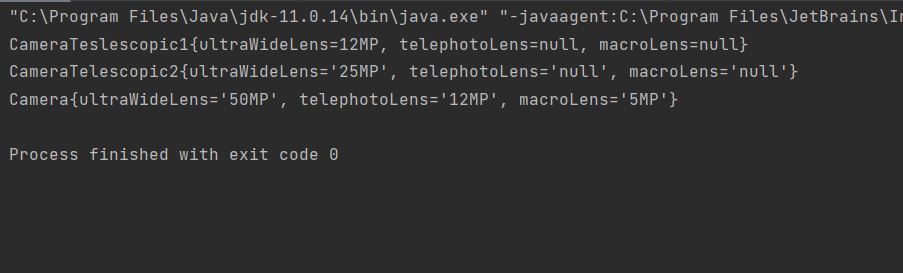 "C:\Program Files\Java\jdk-11.0.14\bin\java.exe" "-javaagent:C:\Program Files\JetBrains\In
CameraTeslescopic1{ultraWideLens=12MP, telephotoLens=null, macroLens=null}
CameraTelescopic2{ultraWideLens='25MP', telephotoLens='null', macroLens='null'}
Camera{ultraWideLens='50MP', telephotoLens='12MP', macroLens='5MP'}
Process finished with exit code 0